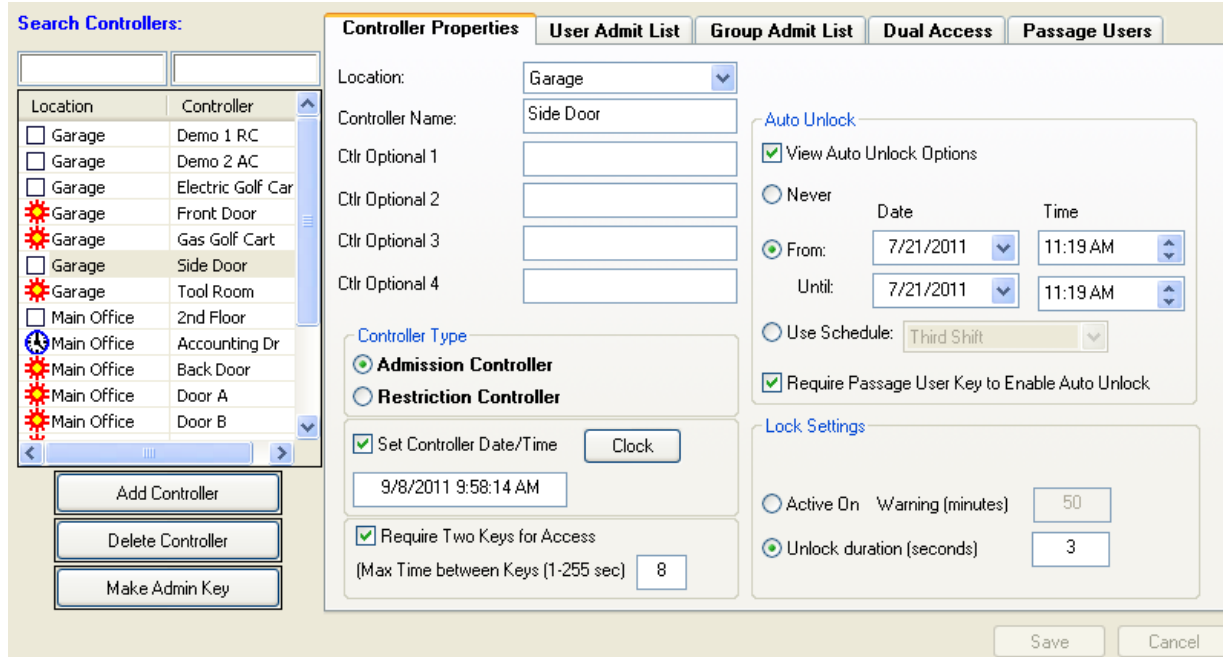 Search Controllers:
Location Controller
Garage Demo 1 RC
Garage Demo 2 AC
Garage Electric Golf Car
Garage Front Door
Garage Gas Golf Cart
Garage Side Door
Garage Tool Room
Main Office 2nd Floor
Main Office Accounting Dr
Main Office Back Door
Main Office Door A
Main Office Door B
Add Controller
Delete Controller
Make Admin Key
Controller Properties User Admit List Group Admit List Dual Access Passage Users
Location: Garage
Controller Name: Side Door
Ctlr Optional 1
Ctlr Optional 2
Ctlr Optional 3
Ctlr Optional 4
Controller Type
Admission Controller
Restriction Controller
Set Controller Date/Time Clock
9/8/2011 9:58:14 AM
Require Two Keys for Access
(Max Time between Keys (1-255 sec) 8
Auto Unlock
View Auto Unlock Options
Never
Date Time
From: 7/21/2011 11:19 AM
Until: 7/21/2011 11:19 AM
Use Schedule: Third Shift
Require Passage User Key to Enable Auto Unlock
Lock Settings
Active On Warning (minutes) 50
Unlock duration (seconds) 3
Save Cancel